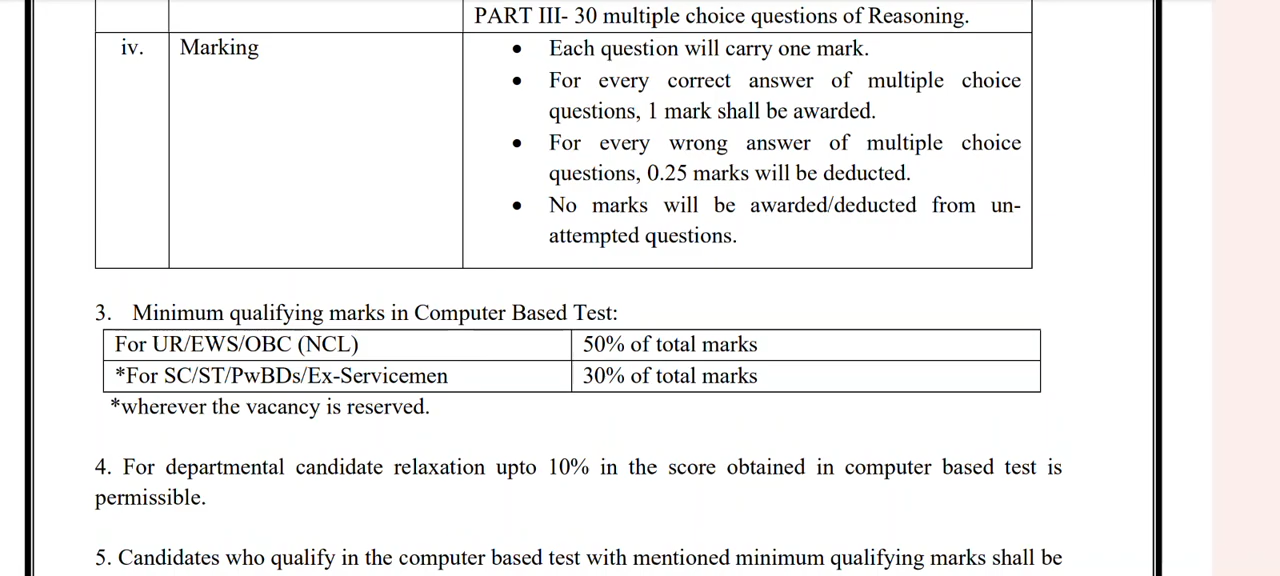 PART III- 30 multiple choice questions of Reasoning.
iv. Marking • Each question will carry one mark.
• For every correct answer of multiple choice
questions, 1 mark shall be awarded.
• For every wrong answer of multiple choice
questions, 0.25 marks will be deducted.
• No marks will be awarded/deducted from un-
attempted questions.
3. Minimum qualifying marks in Computer Based Test:
For UR/EWS/OBC (NCL) 50% of total marks
*For SC/ST/PwBDs/Ex-Servicemen 30% of total marks
*wherever the vacancy is reserved.
4. For departmental candidate relaxation upto 10% in the score obtained in computer based test is
permissible.
5. Candidates who qualify in the computer based test with mentioned minimum qualifying marks shall be